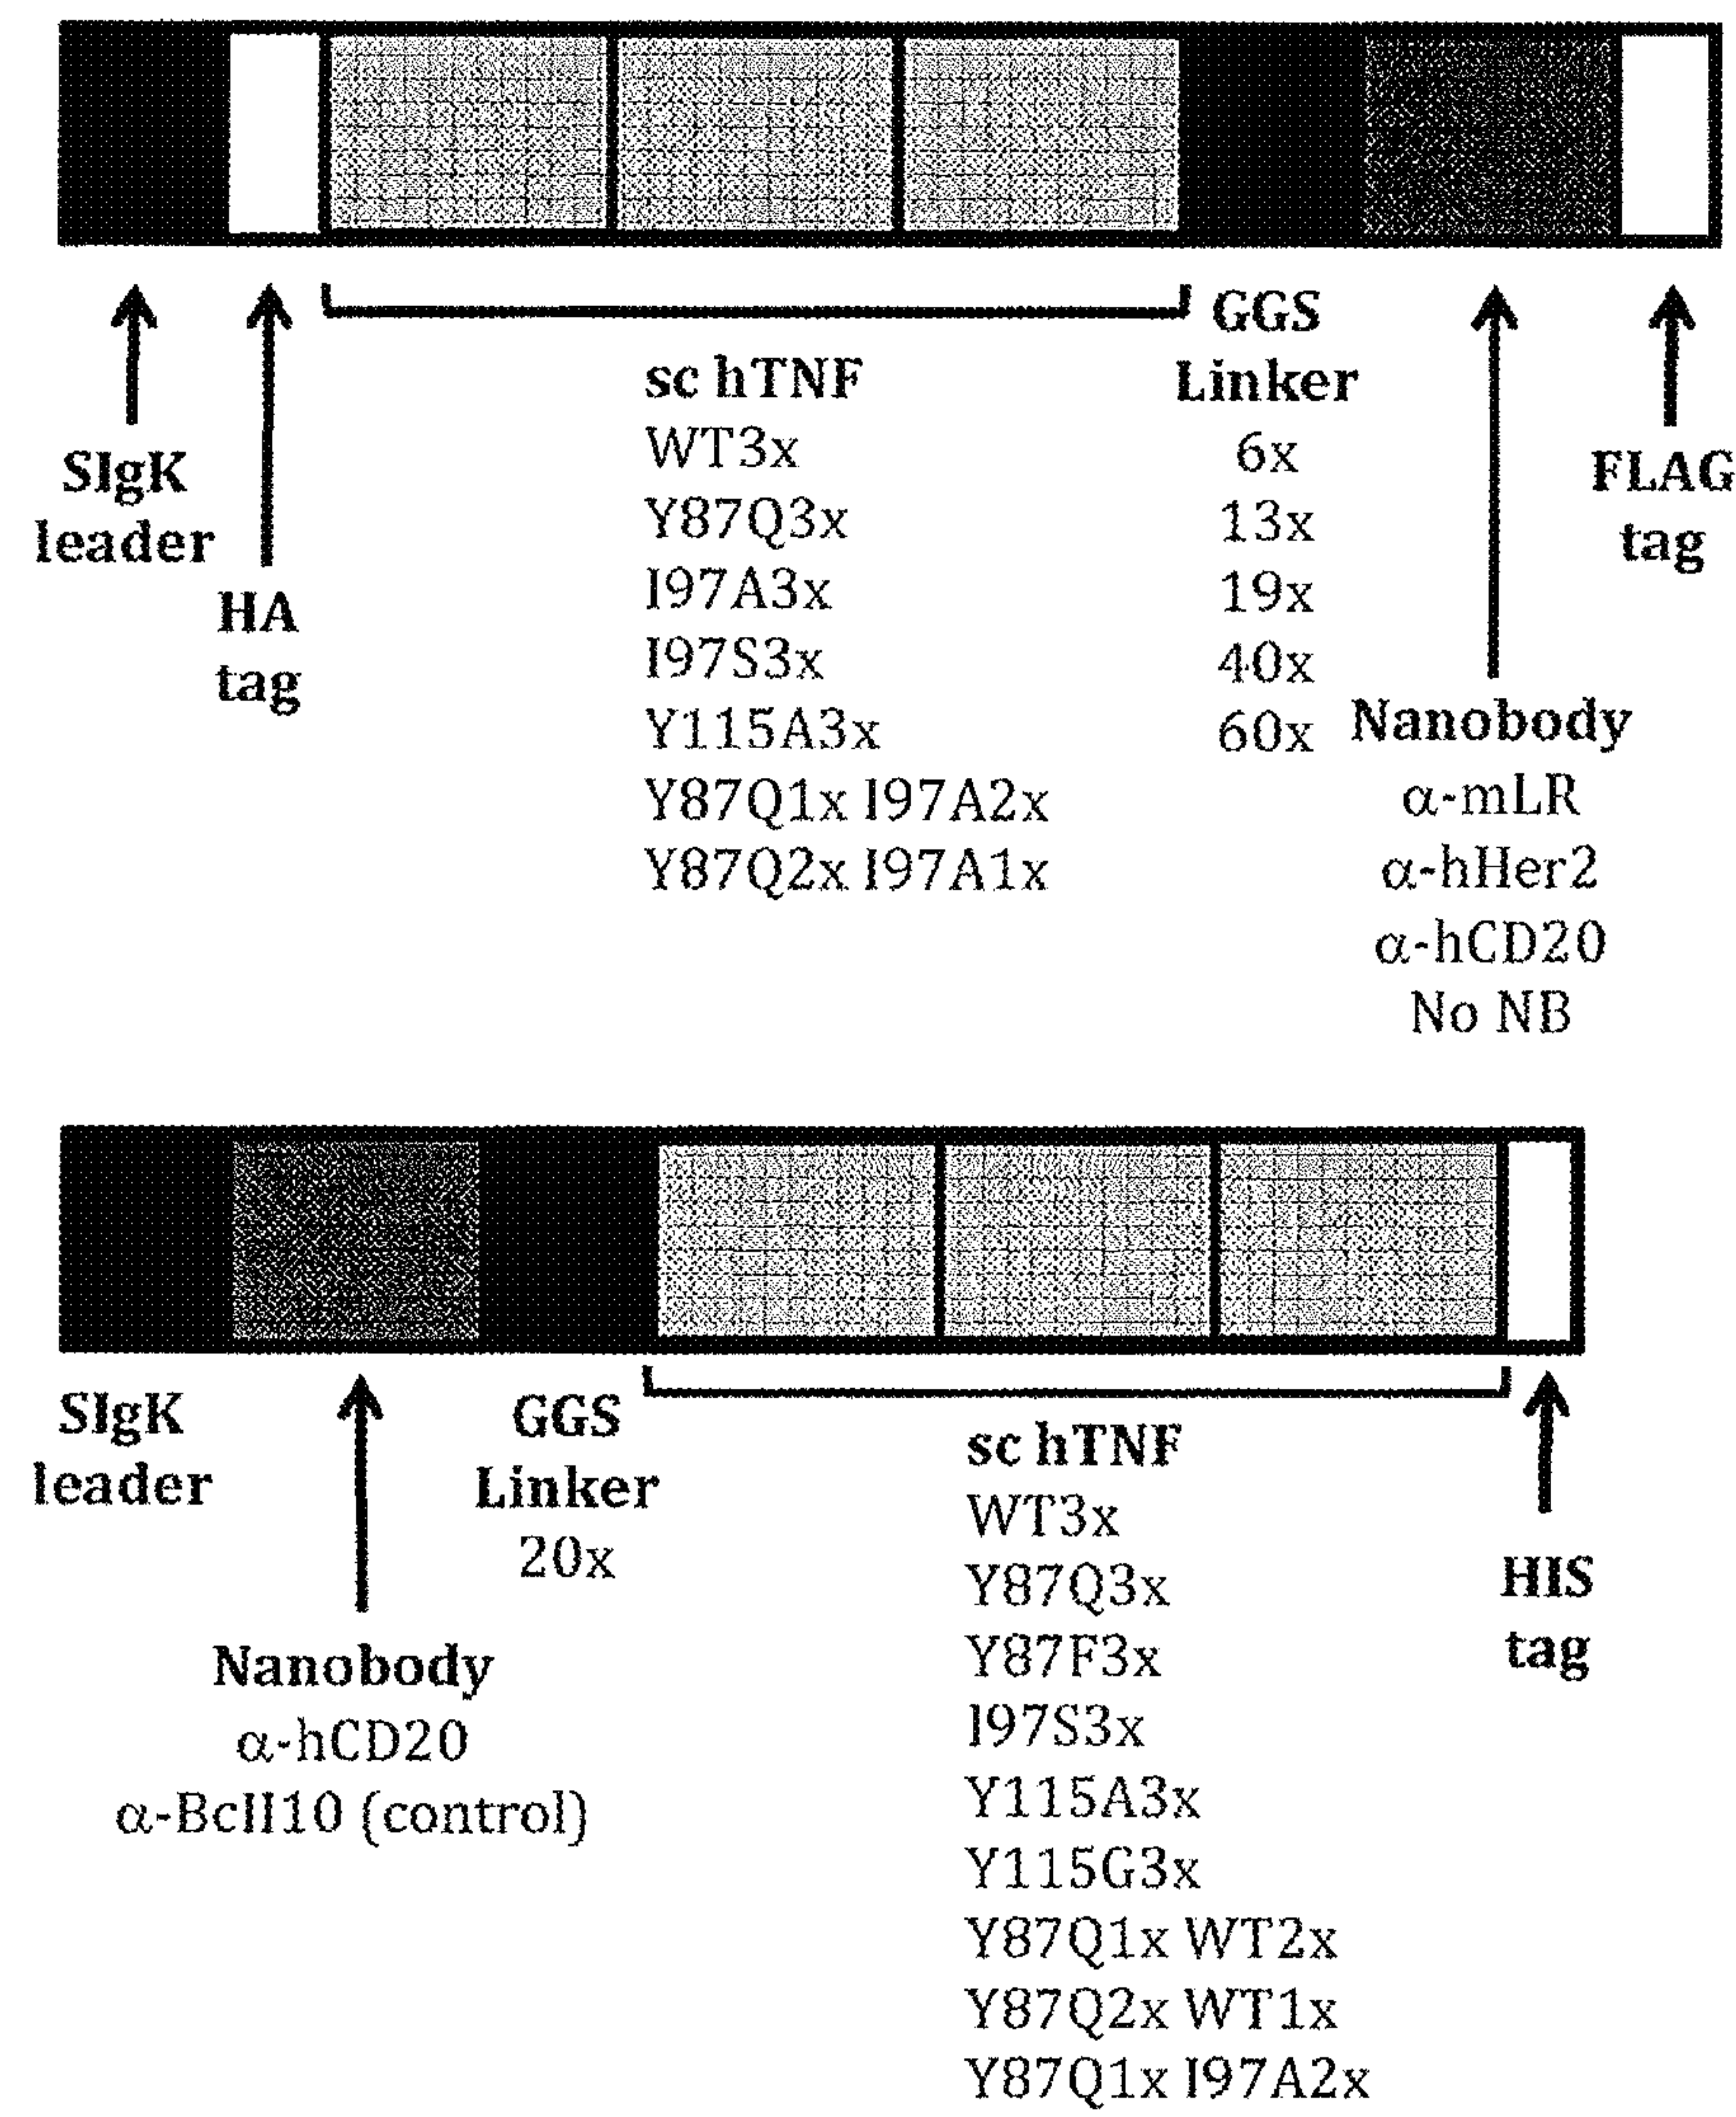 SIgK
leader
HA
tag
sc hTNF
WT3x
Y87Q3x
I97A3x
I97S3x
Y115A3x
Y87Q1x I97A2x
Y87Q2x I97A1x
GGS
Linker
6x
13x
19x
40x
60x
Nanobody
α-mLR
α-hHer2
α-hCD20
No NB
FLAG
tag
SIgK
leader
Nanobody
α-hCD20
α-BcII10 (control)
GGS
Linker
20x
sc hTNF
WT3x
Y87Q3x
Y87F3x
I97S3x
Y115A3x
Y115G3x
Y87Q1x WT2x
Y87Q2x WT1x
Y87Q1x I97A2x
HIS
tag